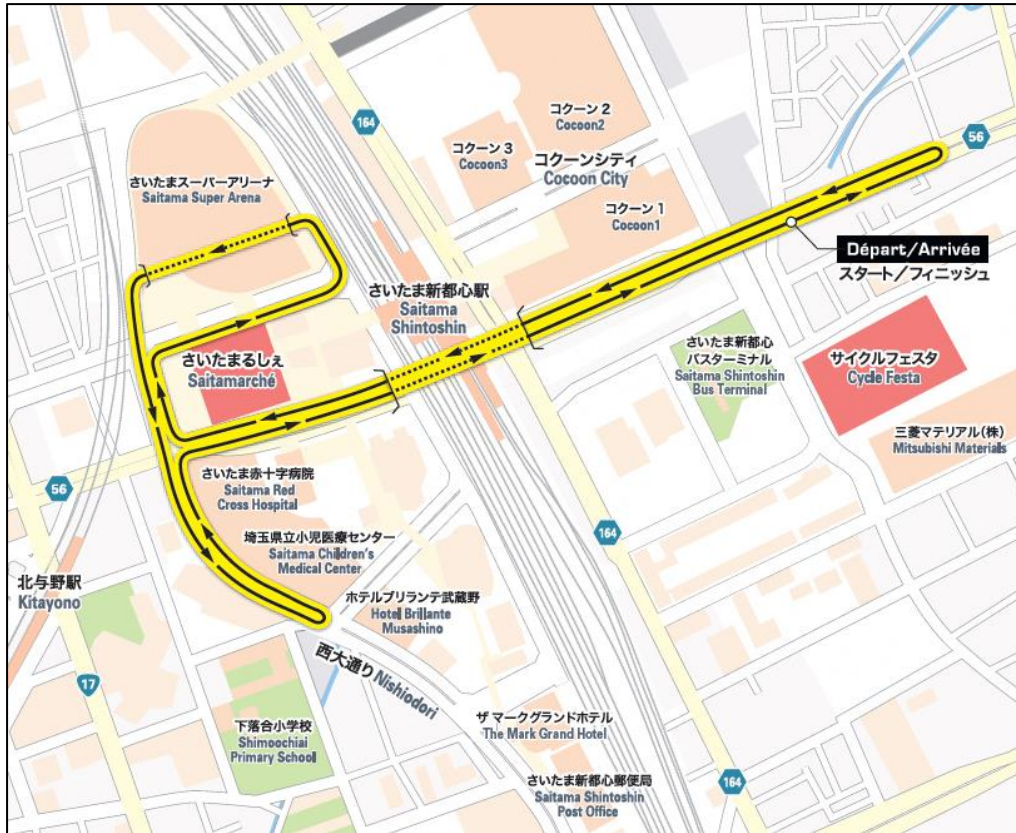 164
コクーン 2
Cocoon2
56
コクーン 3
Cocoon3
コクーンシティ
Cocoon City
さいたまスーパーアリーナ
Saitama Super Arena
コクーン 1
Cocoon1
Départ/Arrivée
スタート／フィニッシュ
さいたま新都心駅
Saitama
Shintoshin
さいたま新都心
バスターミナル
Saitama Shintoshin
Bus Terminal
サイクルフェスタ
Cycle Festa
さいたまるしぇ
Saitamarché
三菱マテリアル（株）
Mitsubishi Materials
さいたま赤十字病院
Saitama Red
Cross Hospital
56
164
埼玉県立小児医療センター
Saitama Children's
Medical Center
北与野駅
Kitayono
ホテルブリランテ武蔵野
Hotel Brillante
Musashino
西大通り Nishiodori
17
ザ マークグランドホテル
The Mark Grand Hotel
下落合小学校
Shimoochiai
Primary School
さいたま新都心郵便局
Saitama Shintoshin
Post Office
164